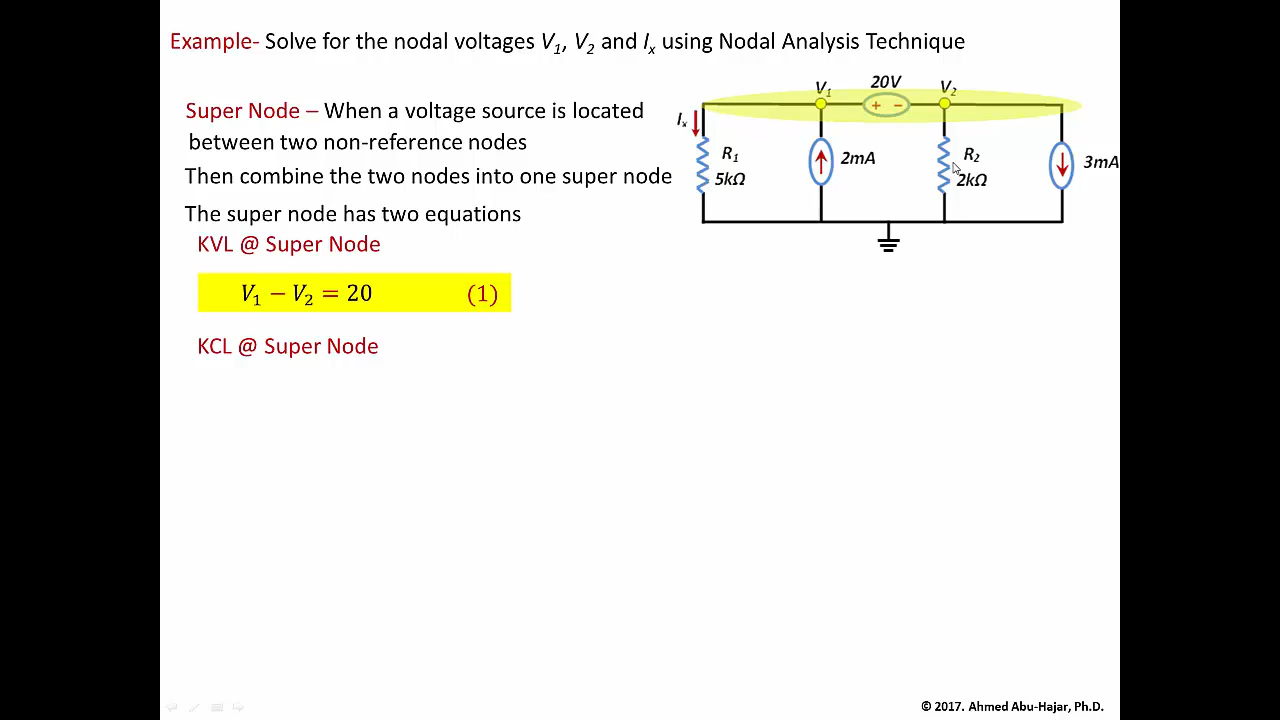 Example- Solve for the nodal voltages V₁, V₂ and Iₓ using Nodal Analysis Technique
Super Node – When a voltage source is located
between two non-reference nodes
Then combine the two nodes into one super node
The super node has two equations
KVL @ Super Node
V₁ − V₂ = 20 (1)
KCL @ Super Node
V₁ 20V V₂
+ −
Iₓ
R₁
5kΩ
2mA
R₂
2kΩ
3mA
© 2017. Ahmed Abu-Hajar, Ph.D.